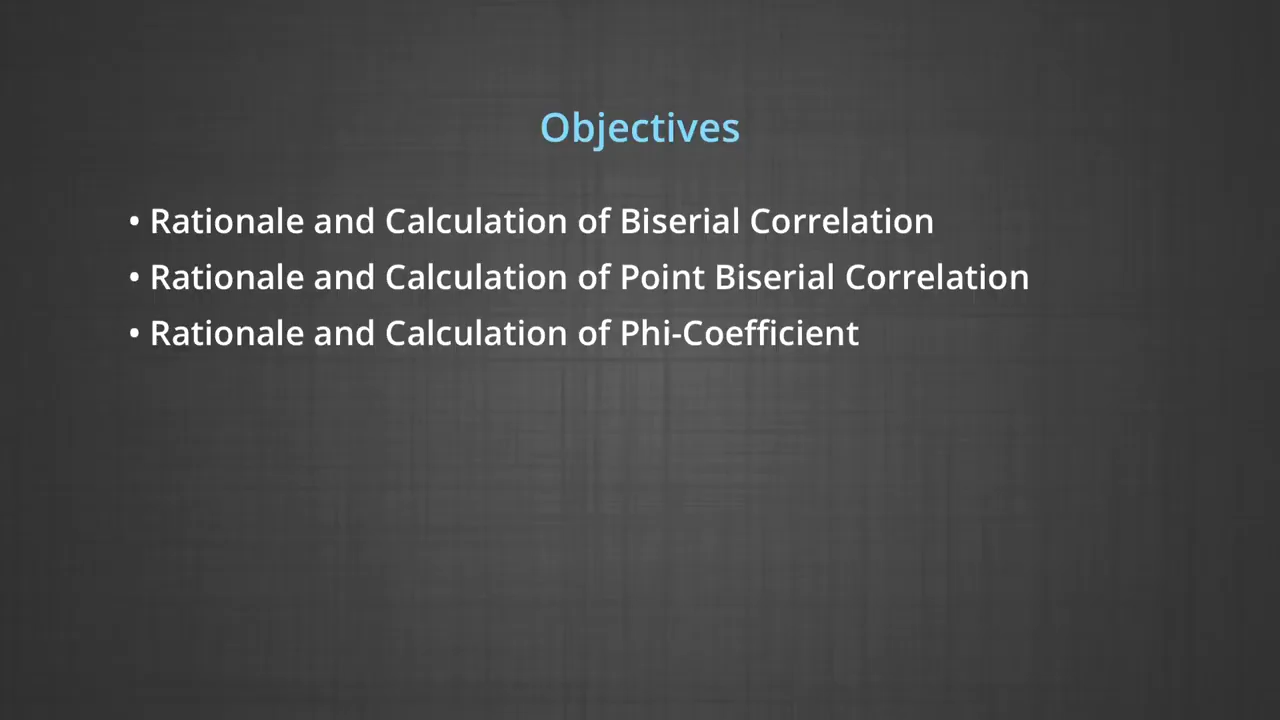 Objectives
• Rationale and Calculation of Biserial Correlation
• Rationale and Calculation of Point Biserial Correlation
• Rationale and Calculation of Phi-Coefficient